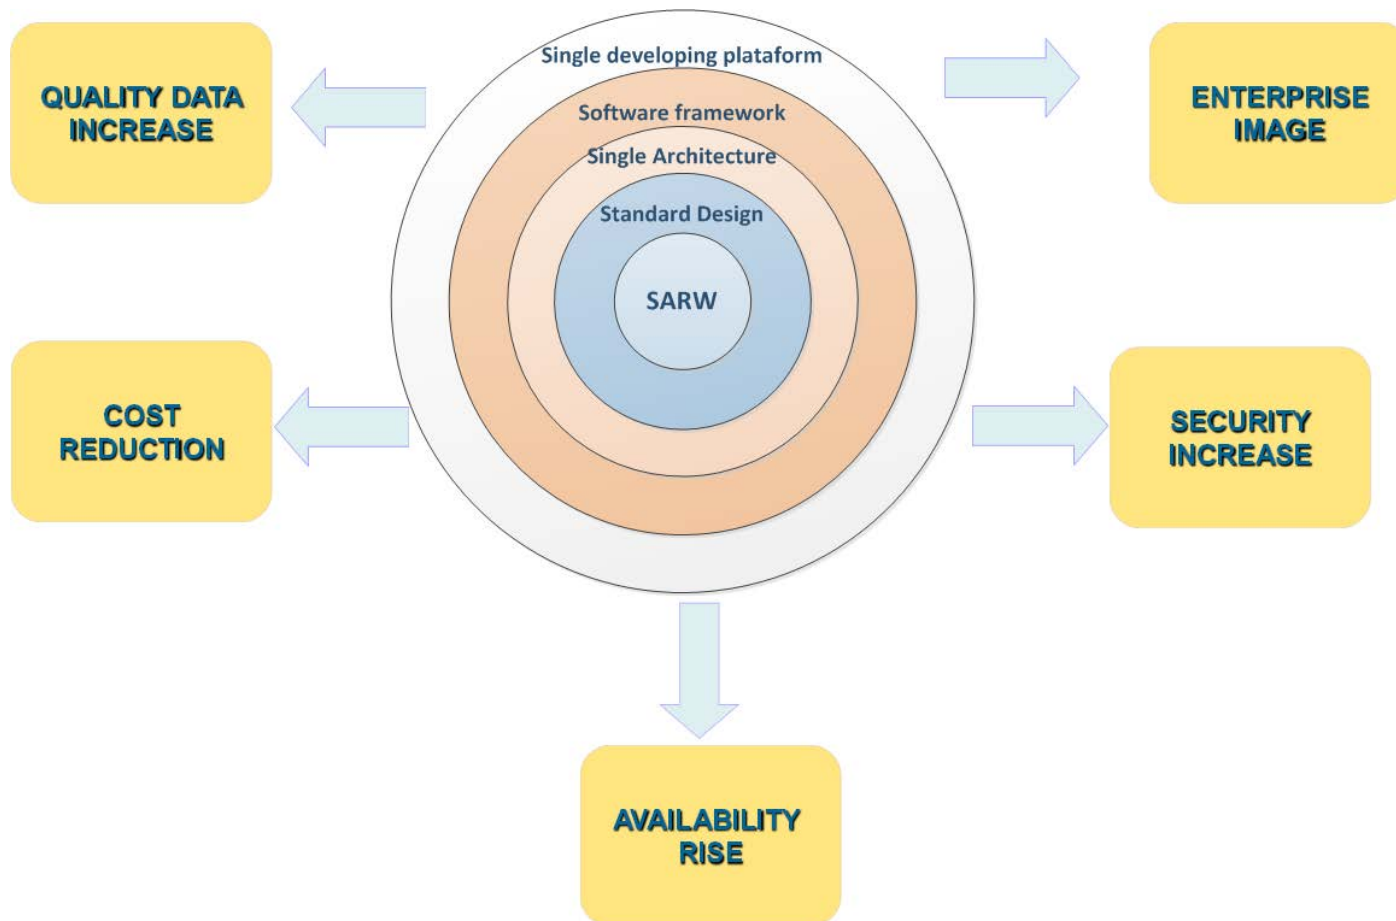 Single developing plataform
QUALITY DATA
INCREASE
ENTERPRISE
IMAGE
Software framework
Single Architecture
Standard Design
SARW
COST
REDUCTION
SECURITY
INCREASE
AVAILABILITY
RISE